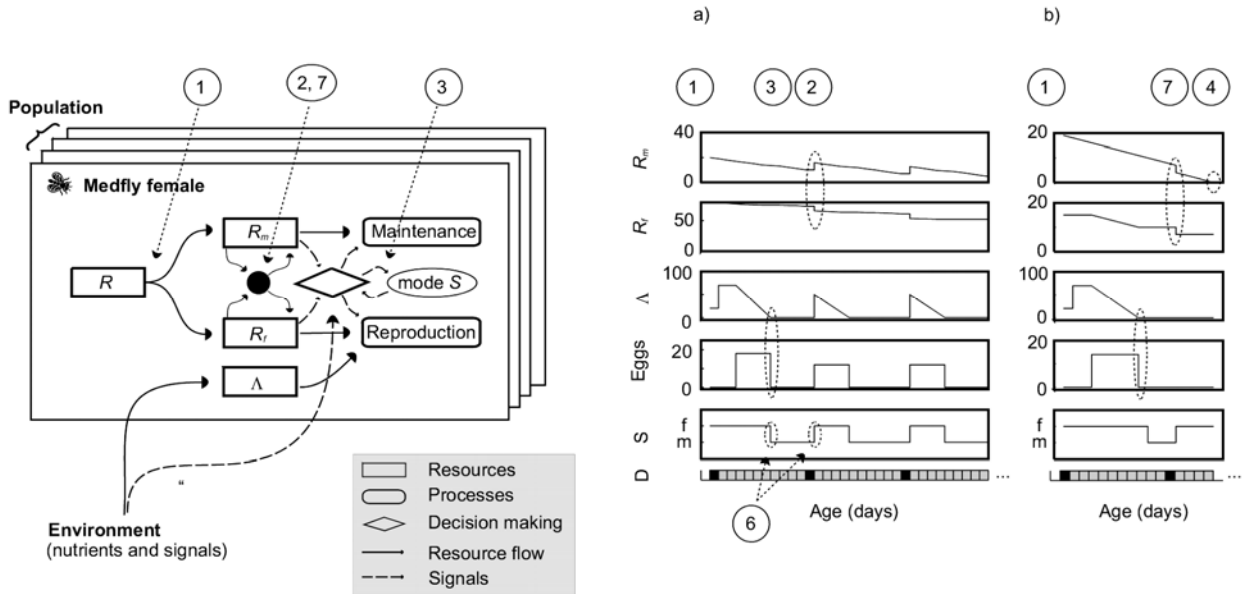 a)
b)
1
2, 7
3
1
3
2
1
7
4
Population
Medfly female
R
Rm
Maintenance
mode S
Rr
Reproduction
Λ
Environment
(nutrients and signals)
“
Resources
Processes
Decision making
Resource flow
Signals
Rm
40
0
Rr
50
0
Λ
100
0
Eggs
20
0
S
f
m
D
...
Age (days)
6
20
0
20
0
100
0
20
0
f
m
...
Age (days)